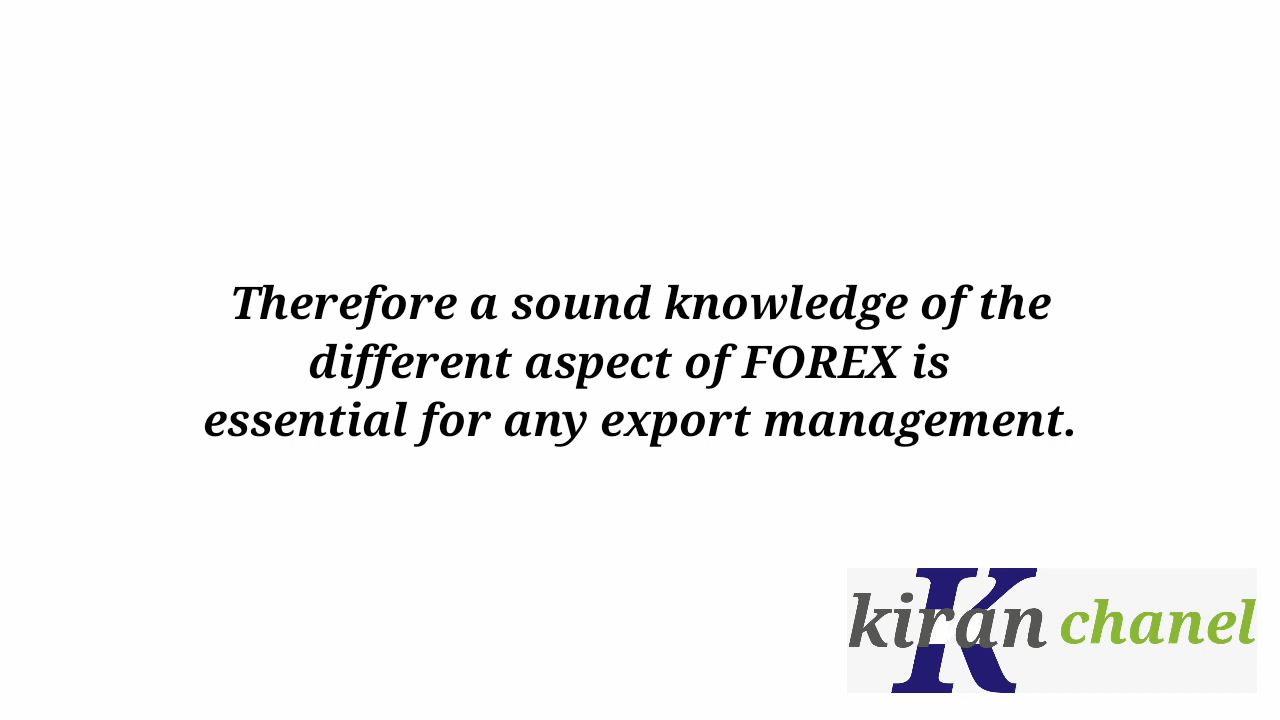 Therefore a sound knowledge of the
different aspect of FOREX is
essential for any export management.
K
kiran chanel